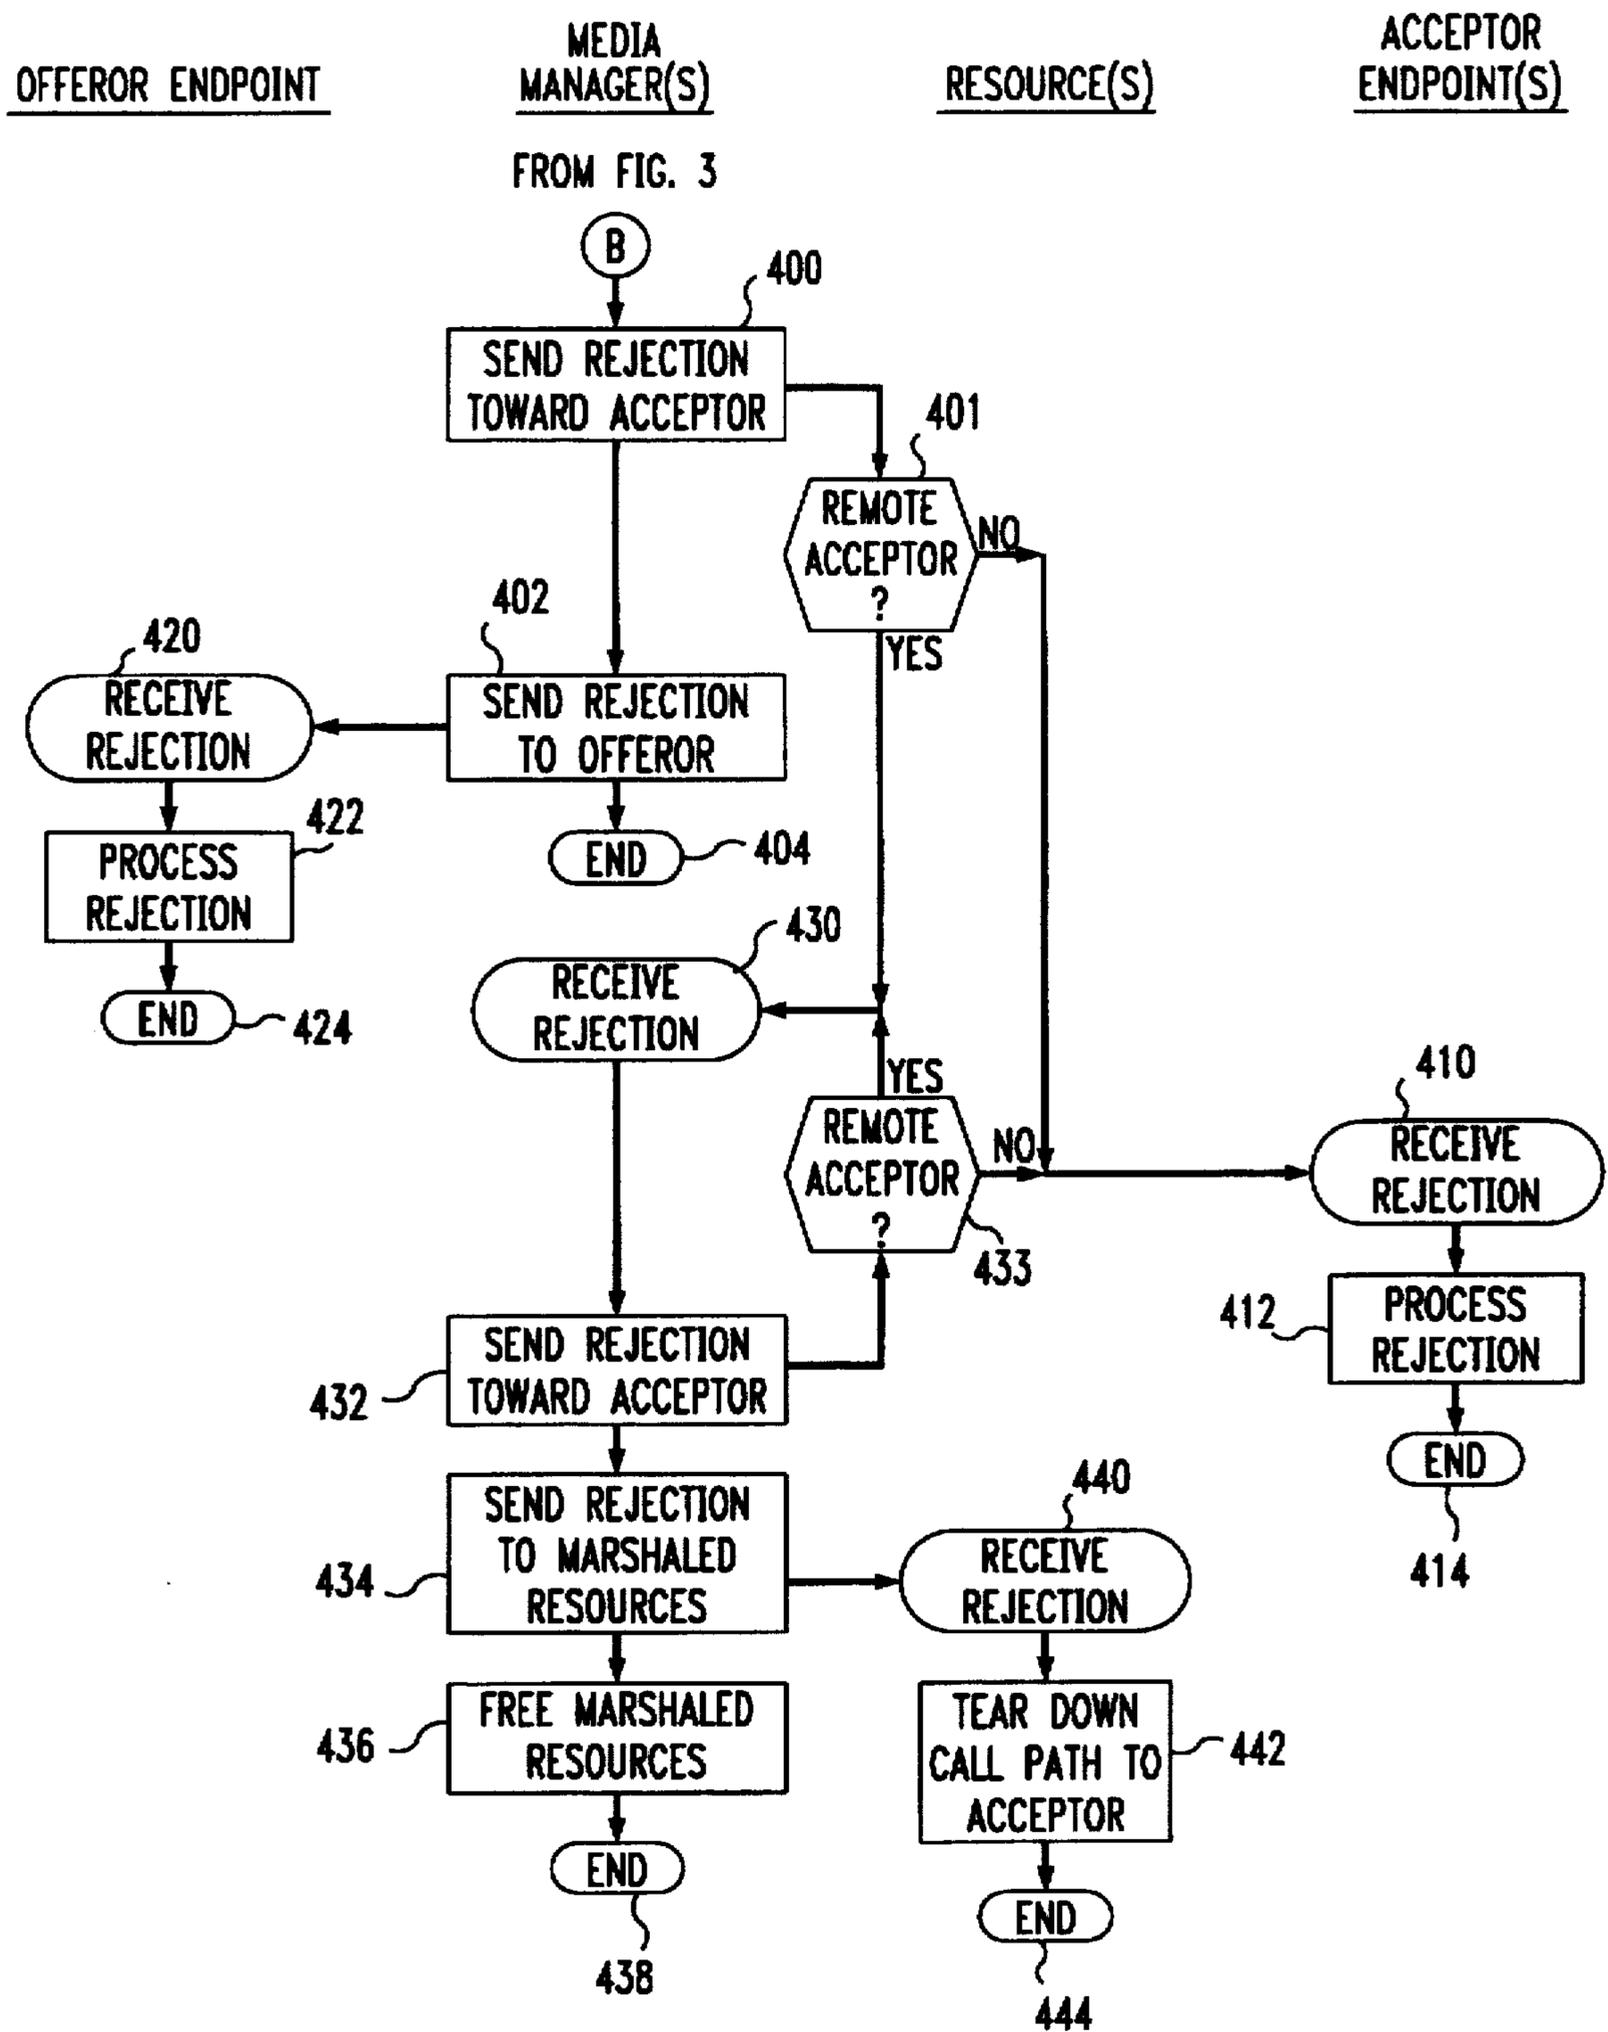 OFFEROR ENDPOINT
MEDIA
MANAGER(S)
RESOURCE(S)
ACCEPTOR
ENDPOINT(S)
FROM FIG. 3
B
400
SEND REJECTION
TOWARD ACCEPTOR
401
REMOTE
ACCEPTOR
?
NO
YES
402
SEND REJECTION
TO OFFEROR
420
RECEIVE
REJECTION
422
PROCESS
REJECTION
END
404
END
424
430
RECEIVE
REJECTION
YES
REMOTE
ACCEPTOR
?
NO
433
410
RECEIVE
REJECTION
412
PROCESS
REJECTION
END
414
432
SEND REJECTION
TOWARD ACCEPTOR
434
SEND REJECTION
TO MARSHALED
RESOURCES
440
RECEIVE
REJECTION
436
FREE MARSHALED
RESOURCES
442
TEAR DOWN
CALL PATH TO
ACCEPTOR
END
438
END
444